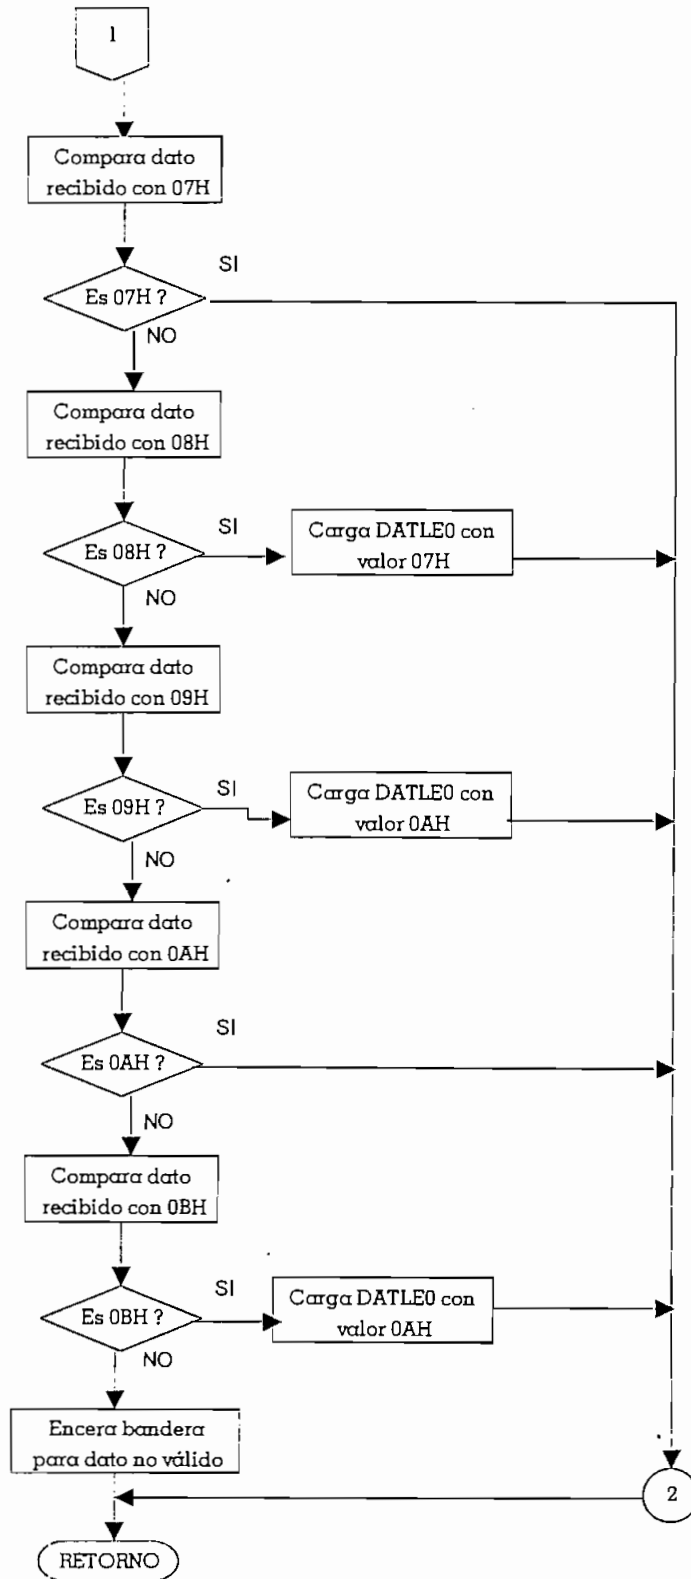 1
Compara dato
recibido con 07H
SI
Es 07H ?
NO
Compara dato
recibido con 08H
SI
Es 08H ?
Carga DATLE0 con
valor 07H
NO
Compara dato
recibido con 09H
SI
Es 09H ?
Carga DATLE0 con
valor 0AH
NO
Compara dato
recibido con 0AH
SI
Es 0AH ?
NO
Compara dato
recibido con 0BH
SI
Es 0BH ?
Carga DATLE0 con
valor 0AH
NO
Encera bandera
para dato no válido
2
RETORNO